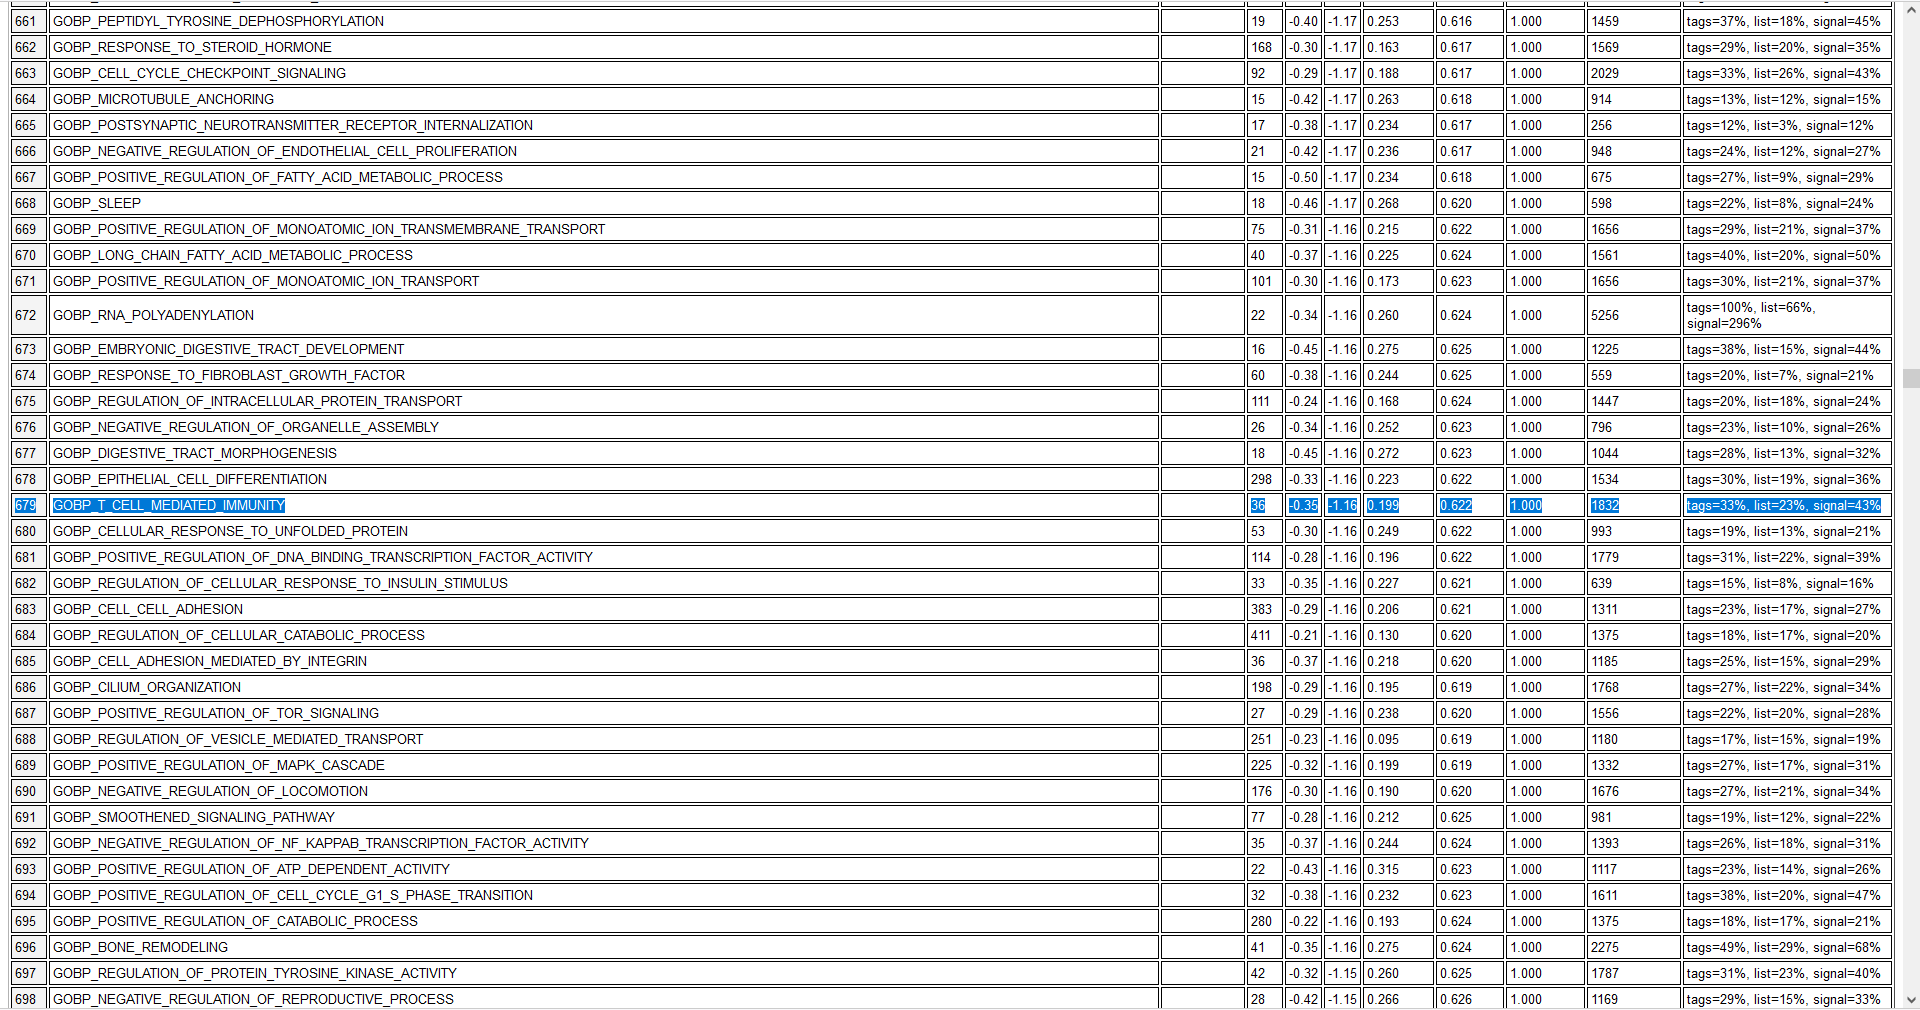 661 GOBP_PEPTIDYL_TYROSINE_DEPHOSPHORYLATION 19 -0.40 -1.17 0.253 0.616 1.000 1459 tags=37%, list=18%, signal=45%
662 GOBP_RESPONSE_TO_STEROID_HORMONE 168 -0.30 -1.17 0.163 0.617 1.000 1569 tags=29%, list=20%, signal=35%
663 GOBP_CELL_CYCLE_CHECKPOINT_SIGNALING 92 -0.29 -1.17 0.188 0.617 1.000 2029 tags=33%, list=26%, signal=43%
664 GOBP_MICROTUBULE_ANCHORING 15 -0.42 -1.17 0.263 0.618 1.000 914 tags=13%, list=12%, signal=15%
665 GOBP_POSTSYNAPTIC_NEUROTRANSMITTER_RECEPTOR_INTERNALIZATION 17 -0.38 -1.17 0.234 0.617 1.000 256 tags=12%, list=3%, signal=12%
666 GOBP_NEGATIVE_REGULATION_OF_ENDOTHELIAL_CELL_PROLIFERATION 21 -0.42 -1.17 0.236 0.617 1.000 948 tags=24%, list=12%, signal=27%
667 GOBP_POSITIVE_REGULATION_OF_FATTY_ACID_METABOLIC_PROCESS 15 -0.50 -1.17 0.234 0.618 1.000 675 tags=27%, list=9%, signal=29%
668 GOBP_SLEEP 18 -0.46 -1.17 0.268 0.620 1.000 598 tags=22%, list=8%, signal=24%
669 GOBP_POSITIVE_REGULATION_OF_MONOATOMIC_ION_TRANSMEMBRANE_TRANSPORT 75 -0.31 -1.16 0.215 0.622 1.000 1656 tags=29%, list=21%, signal=37%
670 GOBP_LONG_CHAIN_FATTY_ACID_METABOLIC_PROCESS 40 -0.37 -1.16 0.225 0.624 1.000 1561 tags=40%, list=20%, signal=50%
671 GOBP_POSITIVE_REGULATION_OF_MONOATOMIC_ION_TRANSPORT 101 -0.30 -1.16 0.173 0.623 1.000 1656 tags=30%, list=21%, signal=37%
672 GOBP_RNA_POLYADENYLATION 22 -0.34 -1.16 0.260 0.624 1.000 5256 tags=100%, list=66%,
signal=296%
673 GOBP_EMBRYONIC_DIGESTIVE_TRACT_DEVELOPMENT 16 -0.45 -1.16 0.275 0.625 1.000 1225 tags=38%, list=15%, signal=44%
674 GOBP_RESPONSE_TO_FIBROBLAST_GROWTH_FACTOR 60 -0.38 -1.16 0.244 0.625 1.000 559 tags=20%, list=7%, signal=21%
675 GOBP_REGULATION_OF_INTRACELLULAR_PROTEIN_TRANSPORT 111 -0.24 -1.16 0.168 0.624 1.000 1447 tags=20%, list=18%, signal=24%
676 GOBP_NEGATIVE_REGULATION_OF_ORGANELLE_ASSEMBLY 26 -0.34 -1.16 0.252 0.623 1.000 796 tags=23%, list=10%, signal=26%
677 GOBP_DIGESTIVE_TRACT_MORPHOGENESIS 18 -0.45 -1.16 0.272 0.623 1.000 1044 tags=28%, list=13%, signal=32%
678 GOBP_EPITHELIAL_CELL_DIFFERENTIATION 298 -0.33 -1.16 0.223 0.622 1.000 1534 tags=30%, list=19%, signal=36%
679 GOBP_T_CELL_MEDIATED_IMMUNITY 36 -0.35 -1.16 0.199 0.622 1.000 1832 tags=33%, list=23%, signal=43%
680 GOBP_CELLULAR_RESPONSE_TO_UNFOLDED_PROTEIN 53 -0.30 -1.16 0.249 0.622 1.000 993 tags=19%, list=13%, signal=21%
681 GOBP_POSITIVE_REGULATION_OF_DNA_BINDING_TRANSCRIPTION_FACTOR_ACTIVITY 114 -0.28 -1.16 0.196 0.622 1.000 1779 tags=31%, list=22%, signal=39%
682 GOBP_REGULATION_OF_CELLULAR_RESPONSE_TO_INSULIN_STIMULUS 33 -0.35 -1.16 0.227 0.621 1.000 639 tags=15%, list=8%, signal=16%
683 GOBP_CELL_CELL_ADHESION 383 -0.29 -1.16 0.206 0.621 1.000 1311 tags=23%, list=17%, signal=27%
684 GOBP_REGULATION_OF_CELLULAR_CATABOLIC_PROCESS 411 -0.21 -1.16 0.130 0.620 1.000 1375 tags=18%, list=17%, signal=20%
685 GOBP_CELL_ADHESION_MEDIATED_BY_INTEGRIN 36 -0.37 -1.16 0.218 0.620 1.000 1185 tags=25%, list=15%, signal=29%
686 GOBP_CILIUM_ORGANIZATION 198 -0.29 -1.16 0.195 0.619 1.000 1768 tags=27%, list=22%, signal=34%
687 GOBP_POSITIVE_REGULATION_OF_TOR_SIGNALING 27 -0.29 -1.16 0.238 0.620 1.000 1556 tags=22%, list=20%, signal=28%
688 GOBP_REGULATION_OF_VESICLE_MEDIATED_TRANSPORT 251 -0.23 -1.16 0.095 0.619 1.000 1180 tags=17%, list=15%, signal=19%
689 GOBP_POSITIVE_REGULATION_OF_MAPK_CASCADE 225 -0.32 -1.16 0.199 0.619 1.000 1332 tags=27%, list=17%, signal=31%
690 GOBP_NEGATIVE_REGULATION_OF_LOCOMOTION 176 -0.30 -1.16 0.190 0.620 1.000 1676 tags=27%, list=21%, signal=34%
691 GOBP_SMOOTHENED_SIGNALING_PATHWAY 77 -0.28 -1.16 0.212 0.625 1.000 981 tags=19%, list=12%, signal=22%
692 GOBP_NEGATIVE_REGULATION_OF_NF_KAPPAB_TRANSCRIPTION_FACTOR_ACTIVITY 35 -0.37 -1.16 0.244 0.624 1.000 1393 tags=26%, list=18%, signal=31%
693 GOBP_POSITIVE_REGULATION_OF_ATP_DEPENDENT_ACTIVITY 22 -0.43 -1.16 0.315 0.623 1.000 1117 tags=23%, list=14%, signal=26%
694 GOBP_POSITIVE_REGULATION_OF_CELL_CYCLE_G1_S_PHASE_TRANSITION 32 -0.38 -1.16 0.232 0.623 1.000 1611 tags=38%, list=20%, signal=47%
695 GOBP_POSITIVE_REGULATION_OF_CATABOLIC_PROCESS 280 -0.22 -1.16 0.193 0.624 1.000 1375 tags=18%, list=17%, signal=21%
696 GOBP_BONE_REMODELING 41 -0.35 -1.16 0.275 0.624 1.000 2275 tags=49%, list=29%, signal=68%
697 GOBP_REGULATION_OF_PROTEIN_TYROSINE_KINASE_ACTIVITY 42 -0.32 -1.15 0.260 0.625 1.000 1787 tags=31%, list=23%, signal=40%
698 GOBP_NEGATIVE_REGULATION_OF_REPRODUCTIVE_PROCESS 28 -0.42 -1.15 0.266 0.626 1.000 1169 tags=29%, list=15%, signal=33%